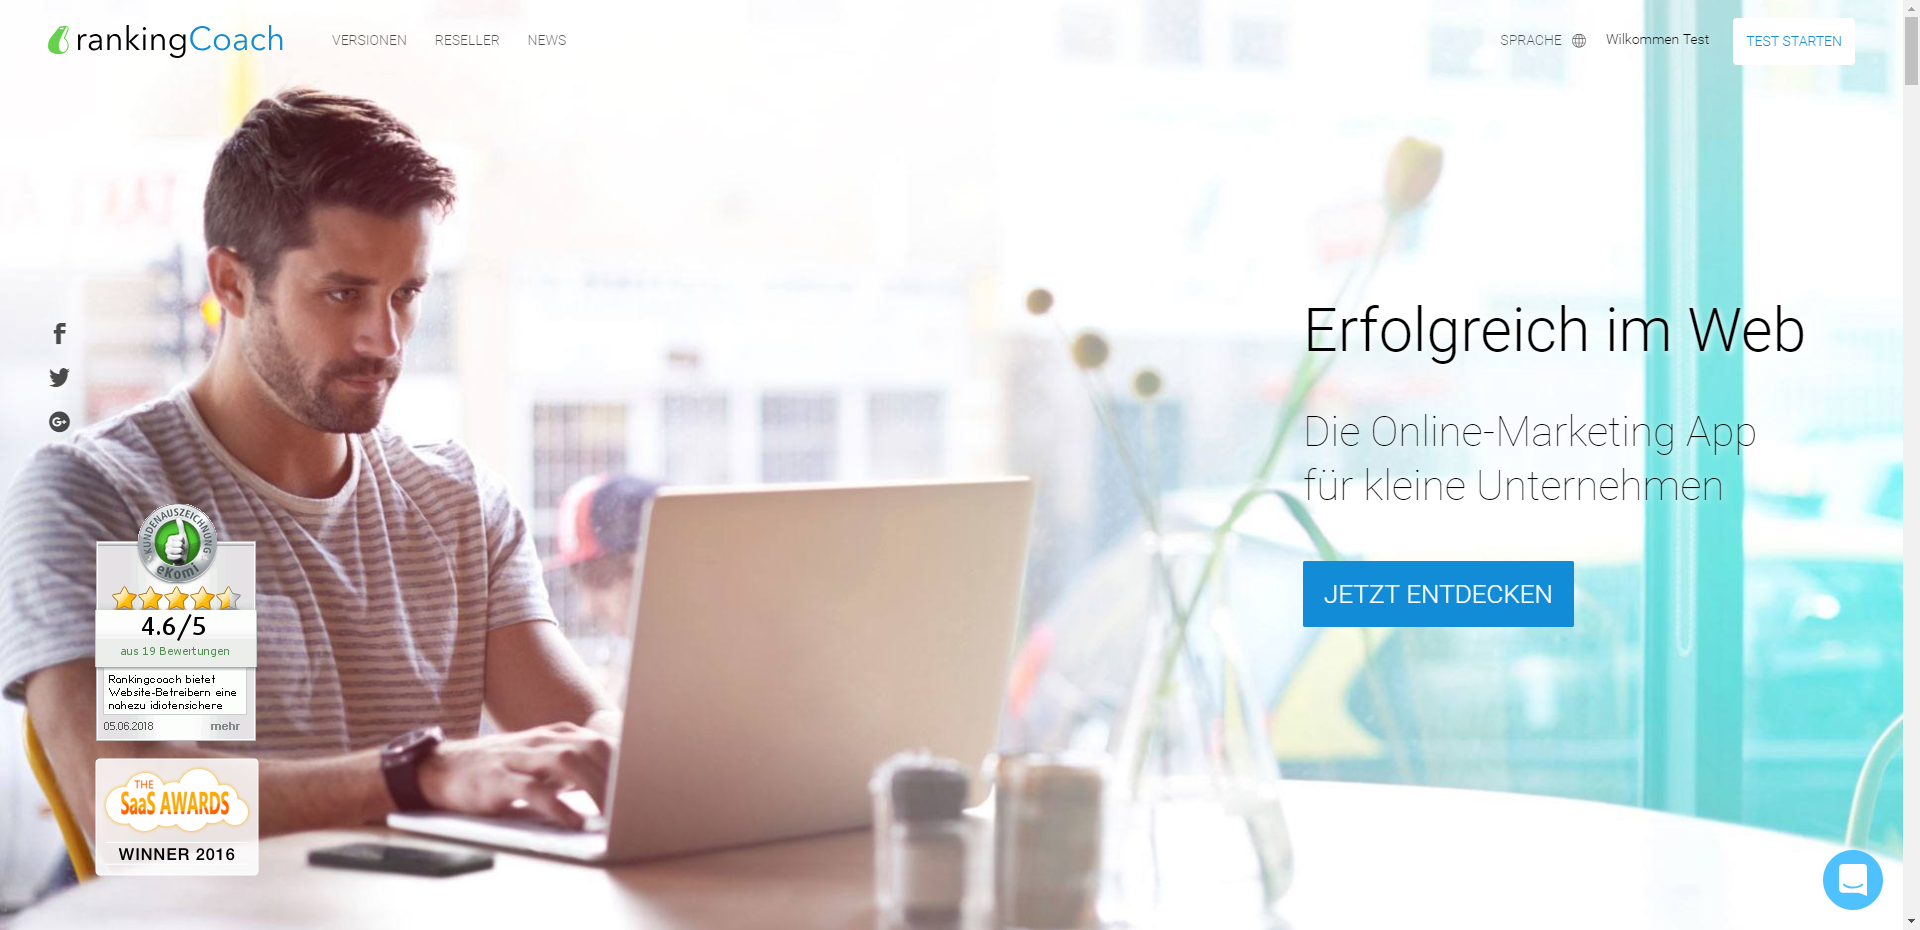 rankingCoach
VERSIONEN
RESELLER
NEWS
SPRACHE
Wilkommen Test
TEST STARTEN
Erfolgreich im Web
Die Online-Marketing App
für kleine Unternehmen
JETZT ENTDECKEN
KUNDENAUSZEICHNUNG
eKomi
4.6/5
aus 19 Bewertungen
Rankingcoach bietet
Website-Betreibern eine
nahezu idiotensichere
05.06.2018
mehr
THE
SaaS AWARDS
WINNER 2016